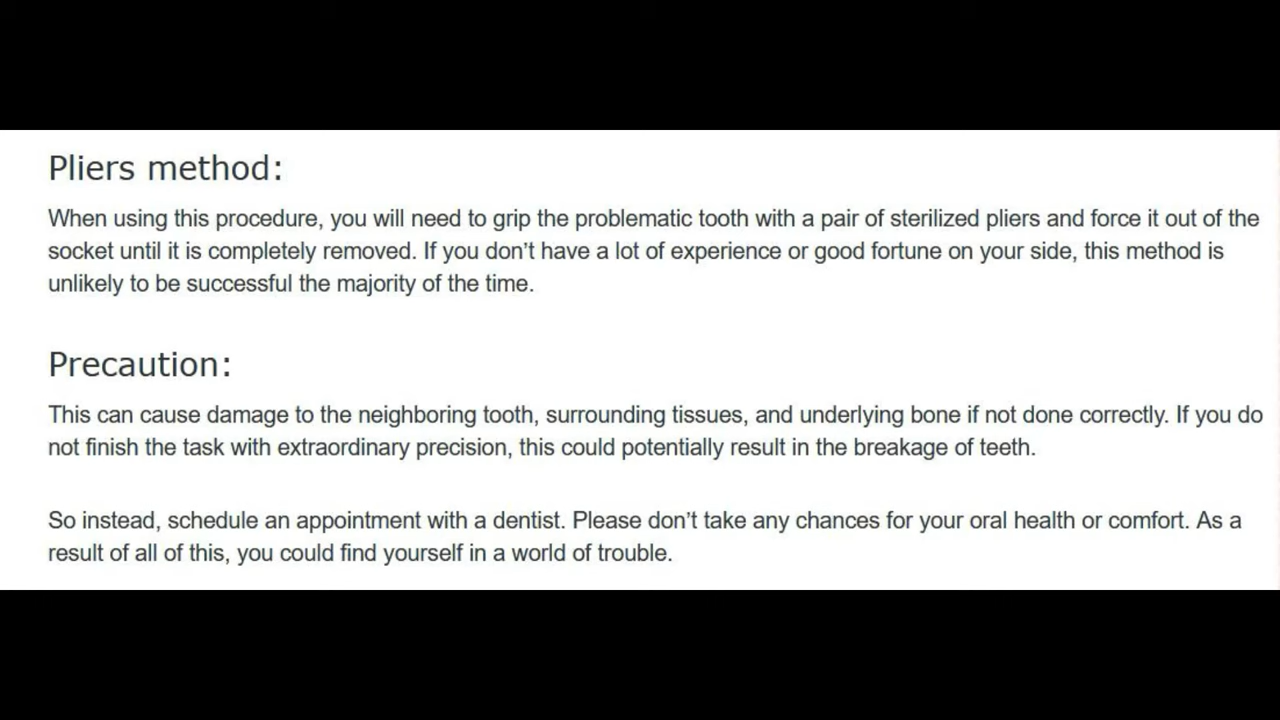 Pliers method:
When using this procedure, you will need to grip the problematic tooth with a pair of sterilized pliers and force it out of the
socket until it is completely removed. If you don’t have a lot of experience or good fortune on your side, this method is
unlikely to be successful the majority of the time.
Precaution:
This can cause damage to the neighboring tooth, surrounding tissues, and underlying bone if not done correctly. If you do
not finish the task with extraordinary precision, this could potentially result in the breakage of teeth.
So instead, schedule an appointment with a dentist. Please don’t take any chances for your oral health or comfort. As a
result of all of this, you could find yourself in a world of trouble.